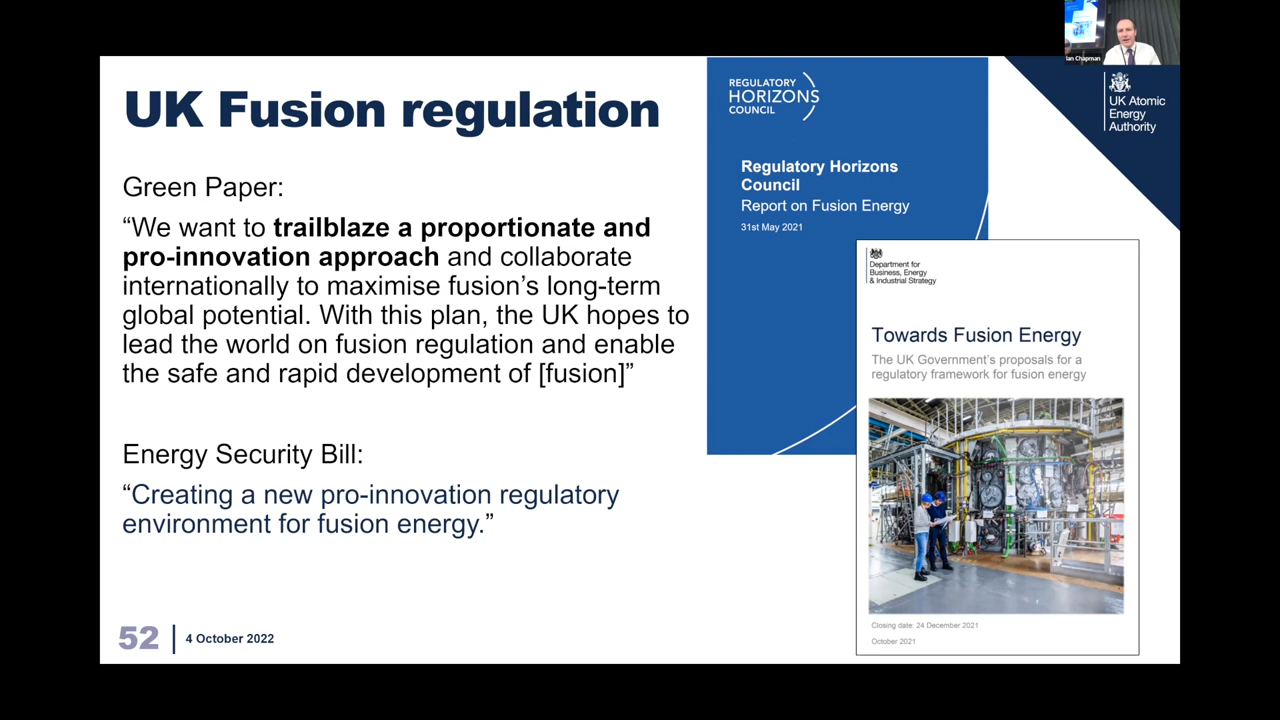 UK Fusion regulation
Green Paper:
“We want to trailblaze a proportionate and
pro-innovation approach and collaborate
internationally to maximise fusion’s long-term
global potential. With this plan, the UK hopes to
lead the world on fusion regulation and enable
the safe and rapid development of [fusion]”
Energy Security Bill:
“Creating a new pro-innovation regulatory
environment for fusion energy.”
52
4 October 2022
REGULATORY
HORIZONS
COUNCIL
Regulatory Horizons
Council
Report on Fusion Energy
31st May 2021
Department for
Business, Energy
& Industrial Strategy
Towards Fusion Energy
The UK Government’s proposals for a
regulatory framework for fusion energy
Closing date: 24 December 2021
October 2021
Ian Chapman
UK Atomic
Energy
Authority